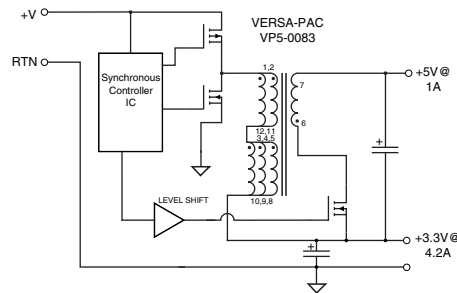 +V
VERSA-PAC
VP5-0083
RTN
Synchronous
Controller
IC
1,2
7
+5V@
1A
12,11
3,4,5
6
10,9,8
LEVEL SHIFT
+
+
+3.3V@
4.2A